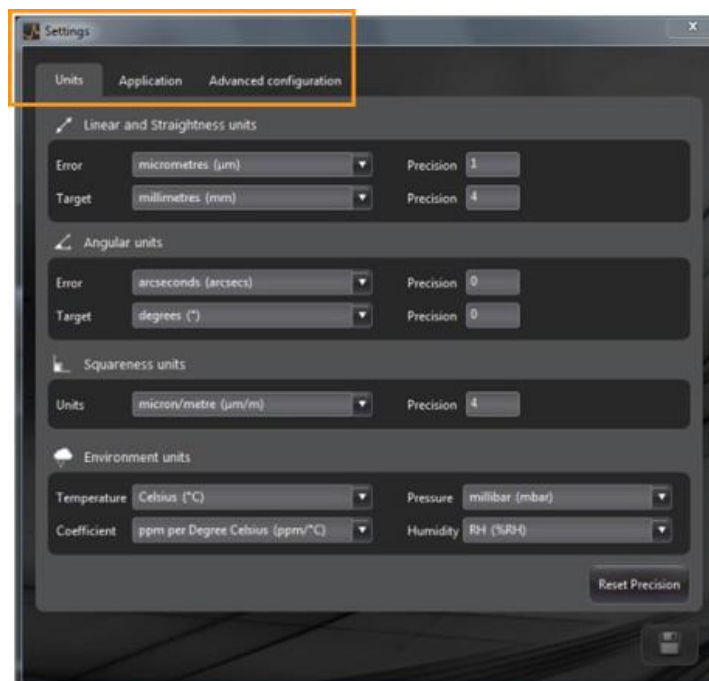 Settings
x
Units Application Advanced configuration
Linear and Straightness units
Error micrometres (µm) Precision 1
Target millimetres (mm) Precision 4
Angular units
Error arcseconds (arcsecs) Precision 0
Target degrees (°) Precision 0
Squareness units
Units micron/metre (µm/m) Precision 4
Environment units
Temperature Celsius (°C) Pressure millibar (mbar)
Coefficient ppm per Degree Celsius (ppm/°C) Humidity RH (%RH)
Reset Precision